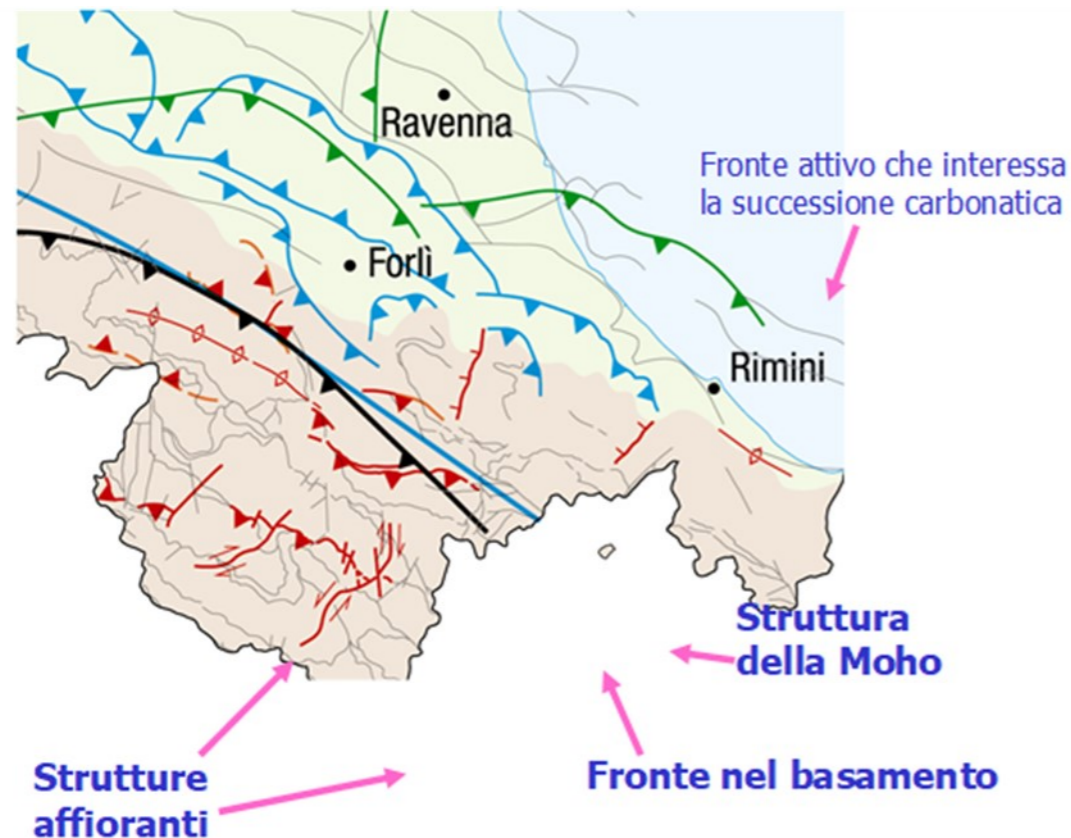 Ravenna
Fronte attivo che interessa
la successione carbonatica
Forlì
Rimini
Struttura
della Moho
Fronte nel basamento
Strutture
affioranti